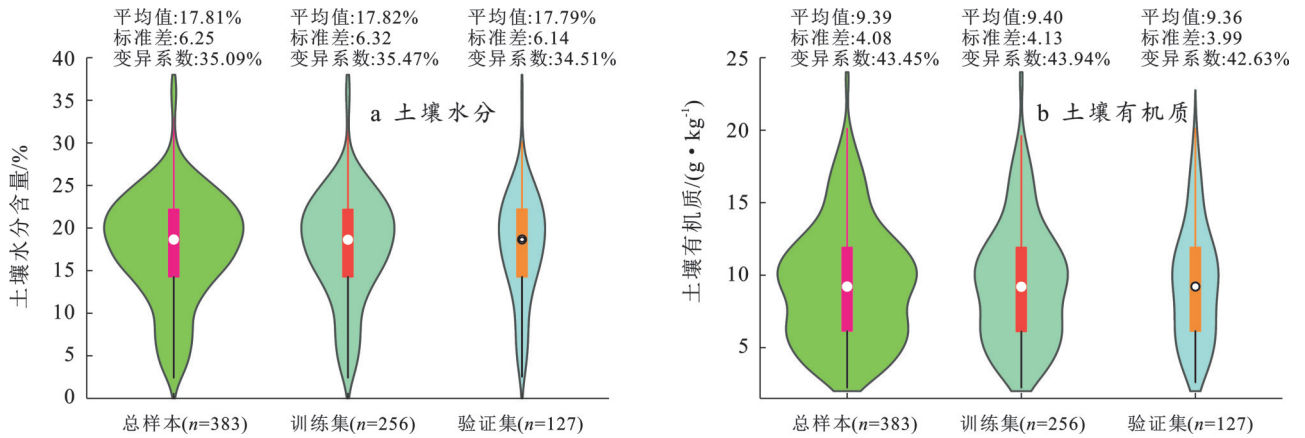 平均值:17.81% 平均值:17.82% 平均值:17.79%
标准差:6.25 标准差:6.32 标准差:6.14
变异系数:35.09% 变异系数:35.47% 变异系数:34.51%
40
35
30
25
20
15
10
5
0
土壤水分含量/%
a 土壤水分
总样本(n=383) 训练集(n=256) 验证集(n=127)
平均值:9.39 平均值:9.40 平均值:9.36
标准差:4.08 标准差:4.13 标准差:3.99
变异系数:43.45% 变异系数:43.94% 变异系数:42.63%
25
20
15
10
5
土壤有机质/(g•kg⁻¹)
b 土壤有机质
总样本(n=383) 训练集(n=256) 验证集(n=127)